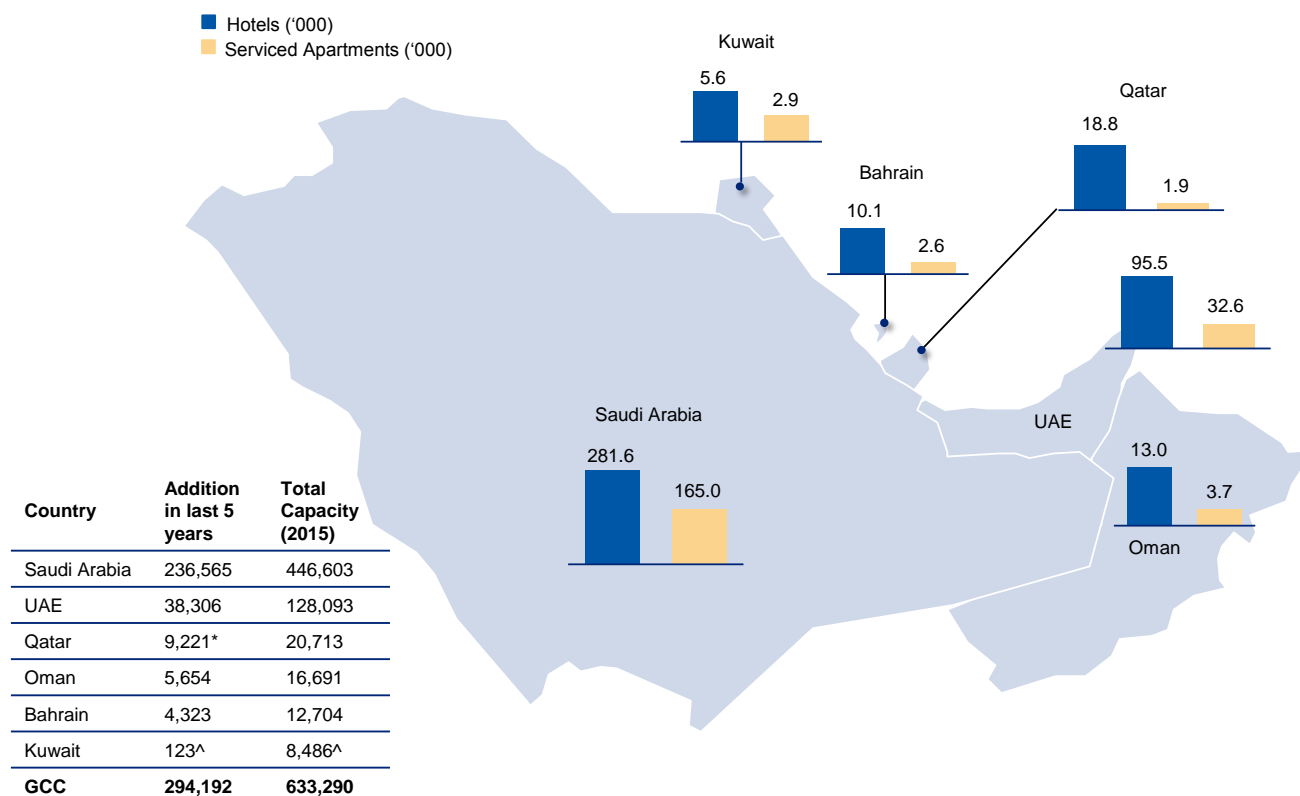 Hotels (‘000)
Serviced Apartments (‘000)
Kuwait
5.6
2.9
Qatar
18.8
1.9
Bahrain
10.1
2.6
95.5
32.6
UAE
Saudi Arabia
281.6
165.0
13.0
3.7
Oman
Country Addition in last 5 years Total Capacity (2015)
Saudi Arabia 236,565 446,603
UAE 38,306 128,093
Qatar 9,221* 20,713
Oman 5,654 16,691
Bahrain 4,323 12,704
Kuwait 123^ 8,486^
GCC 294,192 633,290